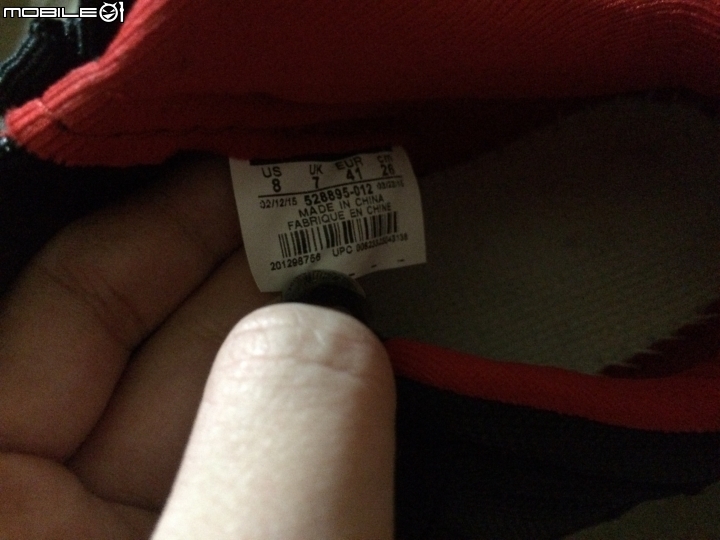 MOBILE01
US UK EUR cm
8 7 41 26
02/12/15 528895-012
MADE IN CHINA
FABRIQUE EN CHINE
201298756 UPC